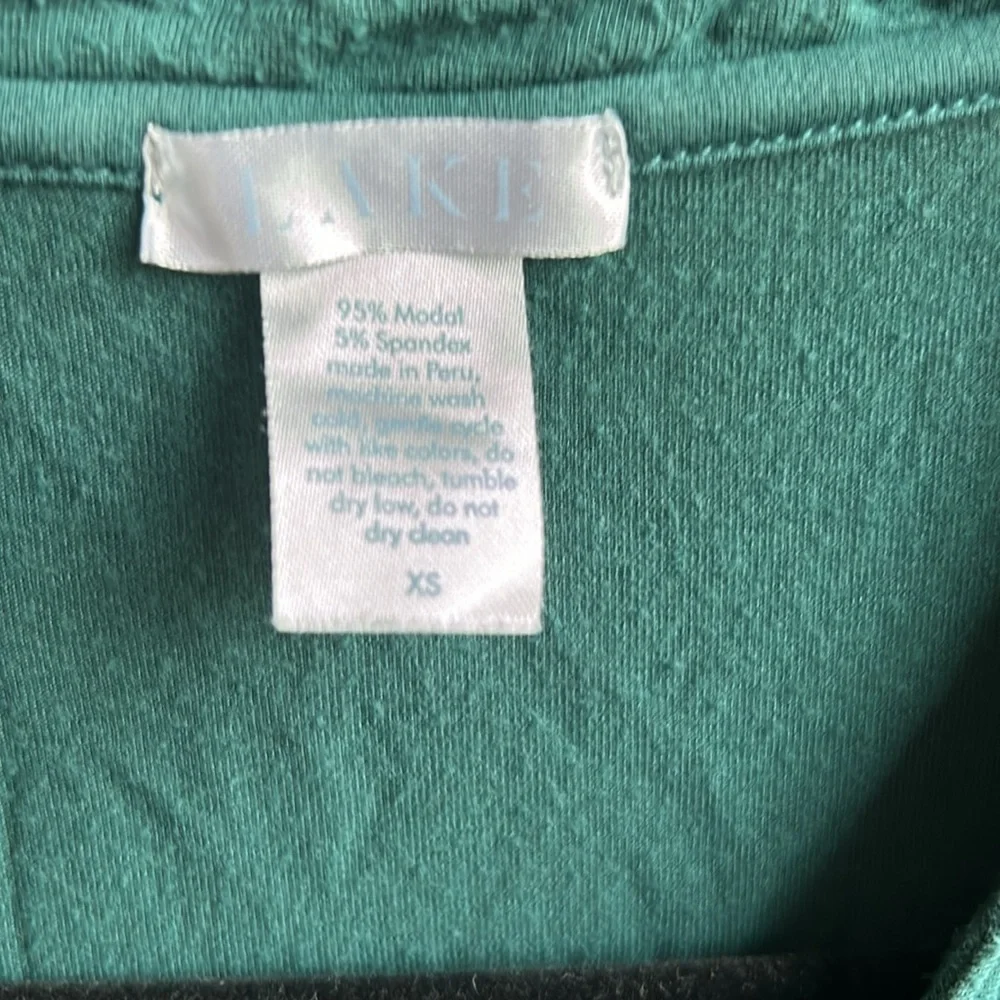 LAKE
95% Modal
5% Spandex
made in Peru,
machine wash
cold, gentle cycle
with like colors, do
not bleach, tumble
dry low, do not
dry clean
XS